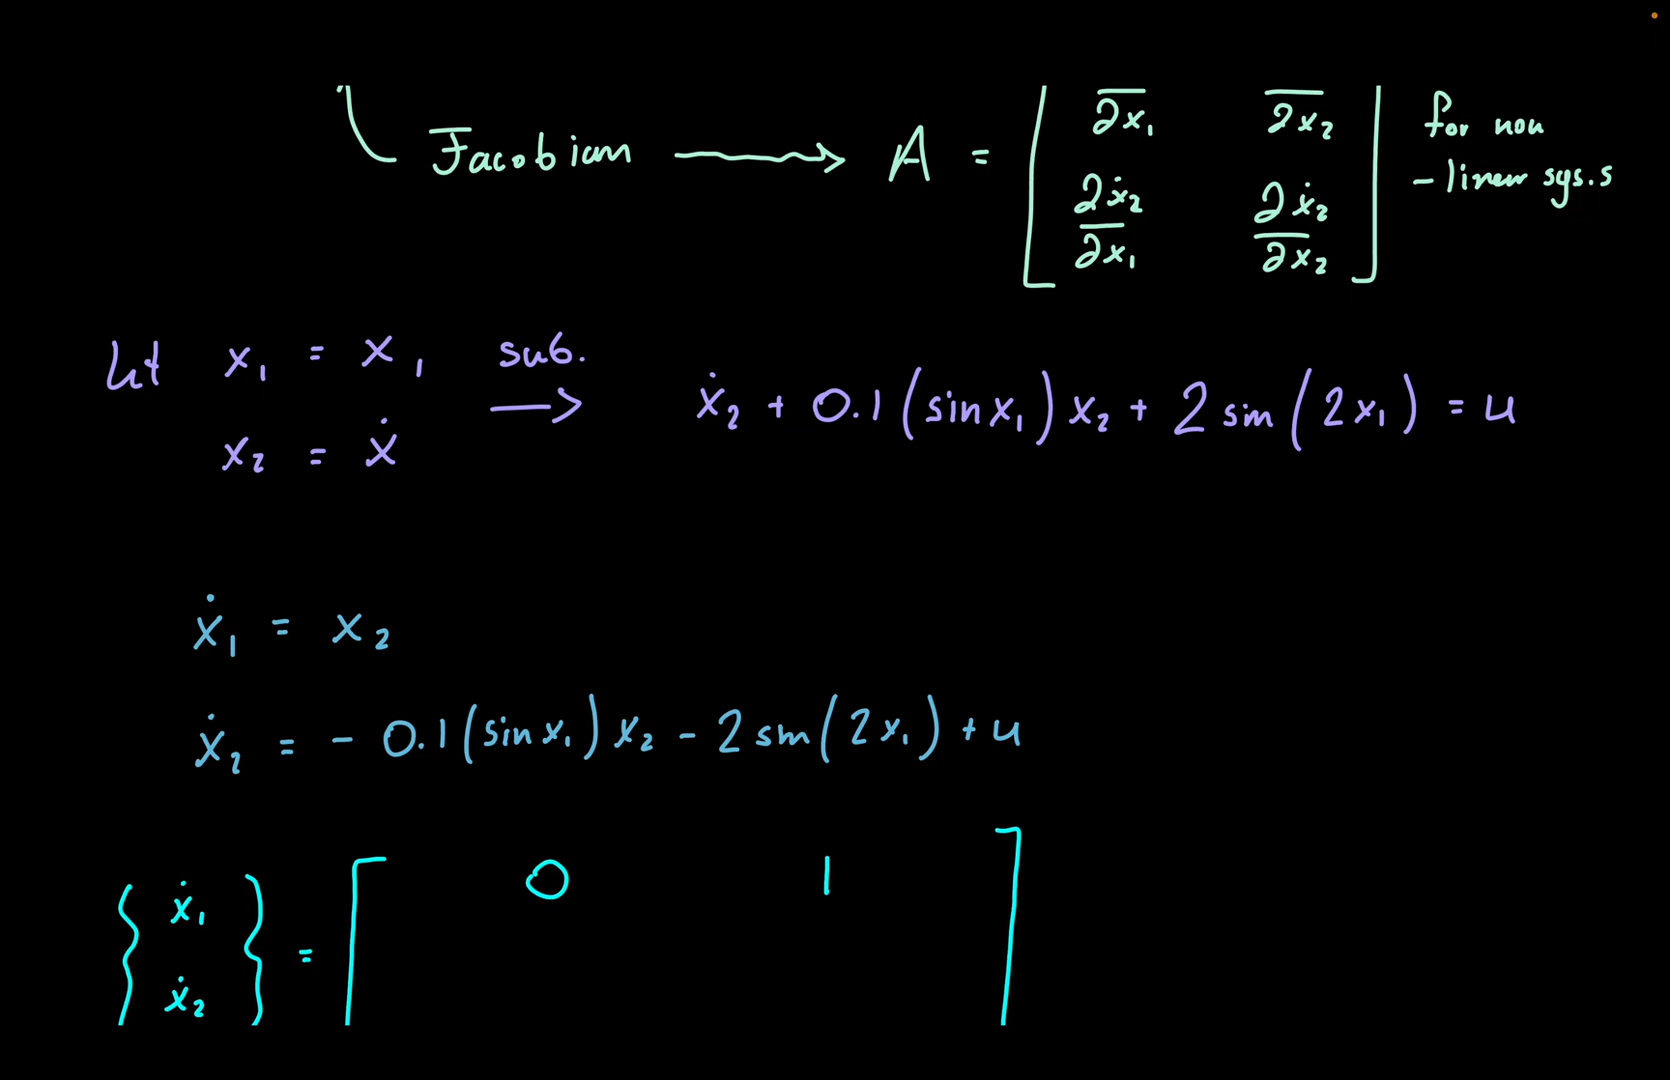 Jacobian ⟶ A = [ ∂x₁ ∂x₂ for non
∂ẋ₂/∂x₁ ∂ẋ₂/∂x₂ ] - linear sys.s
let x₁ = x₁ sub. ⟶ ẋ₂ + 0.1(sin x₁) x₂ + 2 sin(2x₁) = u
x₂ = ẋ
ẋ₁ = x₂
ẋ₂ = - 0.1(sin x₁) x₂ - 2 sin(2x₁) + u
{ ẋ₁ = [ 0 1 ]
ẋ₂ }